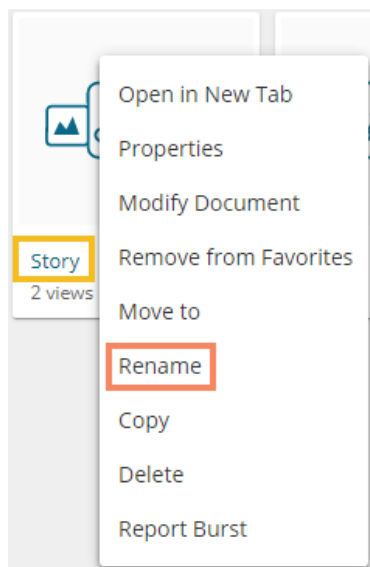 Open in New Tab
Properties
Modify Document
Story
Remove from Favorites
2 views
Move to
Rename
Copy
Delete
Report Burst